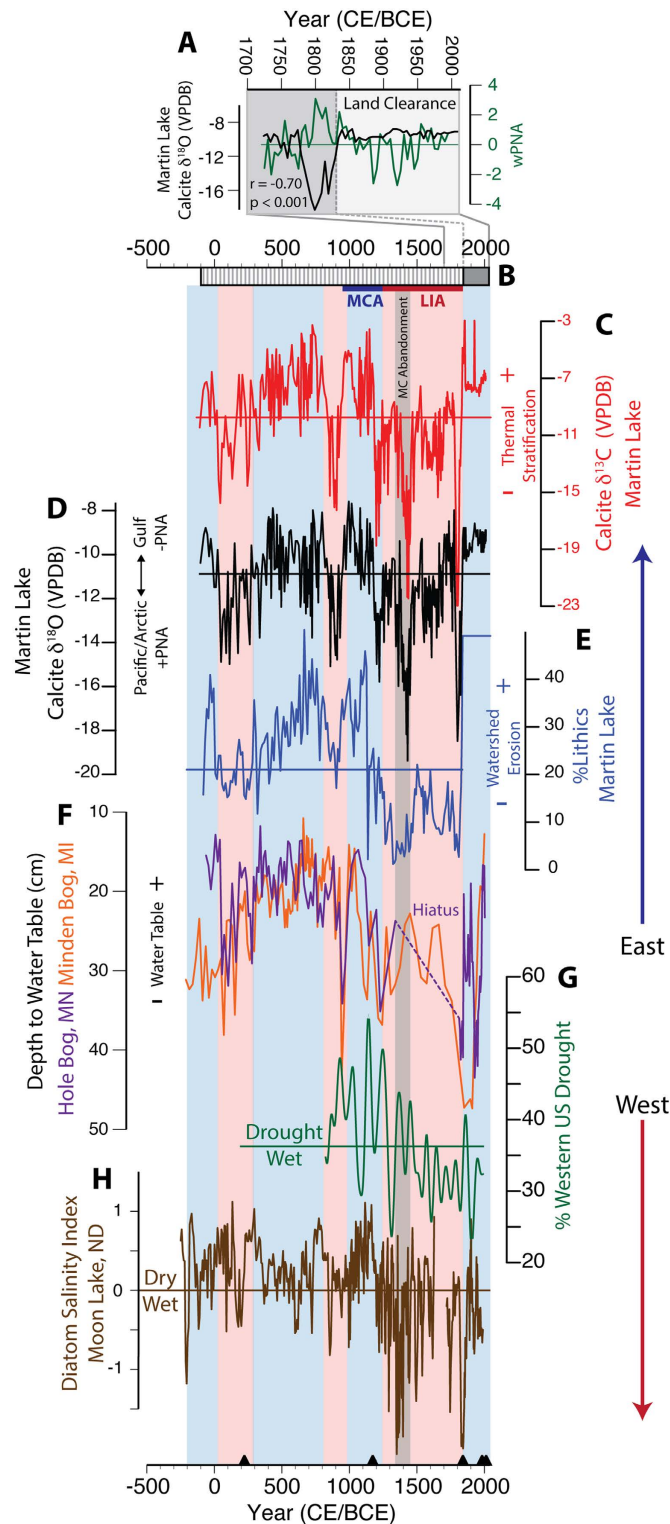 Year (CE/BCE)
A
1700
1750
1800
1850
1900
1950
2000
Martin Lake
Calcite δ¹⁸O (VPDB)
-8
-12
-16
Land Clearance
r = -0.70
p < 0.001
4
2
0
-2
-4
wPNA
-500
0
500
1000
1500
2000
B
MCA
LIA
MC Abandonment
C
-3
-7
-11
-15
-19
-23
+
Thermal
Stratification
-
Calcite δ¹³C (VPDB)
Martin Lake
D
-8
-10
-12
-14
-16
-18
-20
Martin Lake
Calcite δ¹⁸O (VPDB)
Pacific/Arctic ↔ Gulf
+PNA
-PNA
E
40
30
20
10
0
+
Watershed
Erosion
-
%Lithics
Martin Lake
F
10
20
30
40
50
Depth to Water Table (cm)
Hole Bog, MN Minden Bog, MI
- Water Table +
Hiatus
East
G
60
50
40
30
20
% Western US Drought
Drought
Wet
West
H
1
0
-1
Diatom Salinity Index
Moon Lake, ND
Dry
Wet
-500
0
500
1000
1500
2000
Year (CE/BCE)